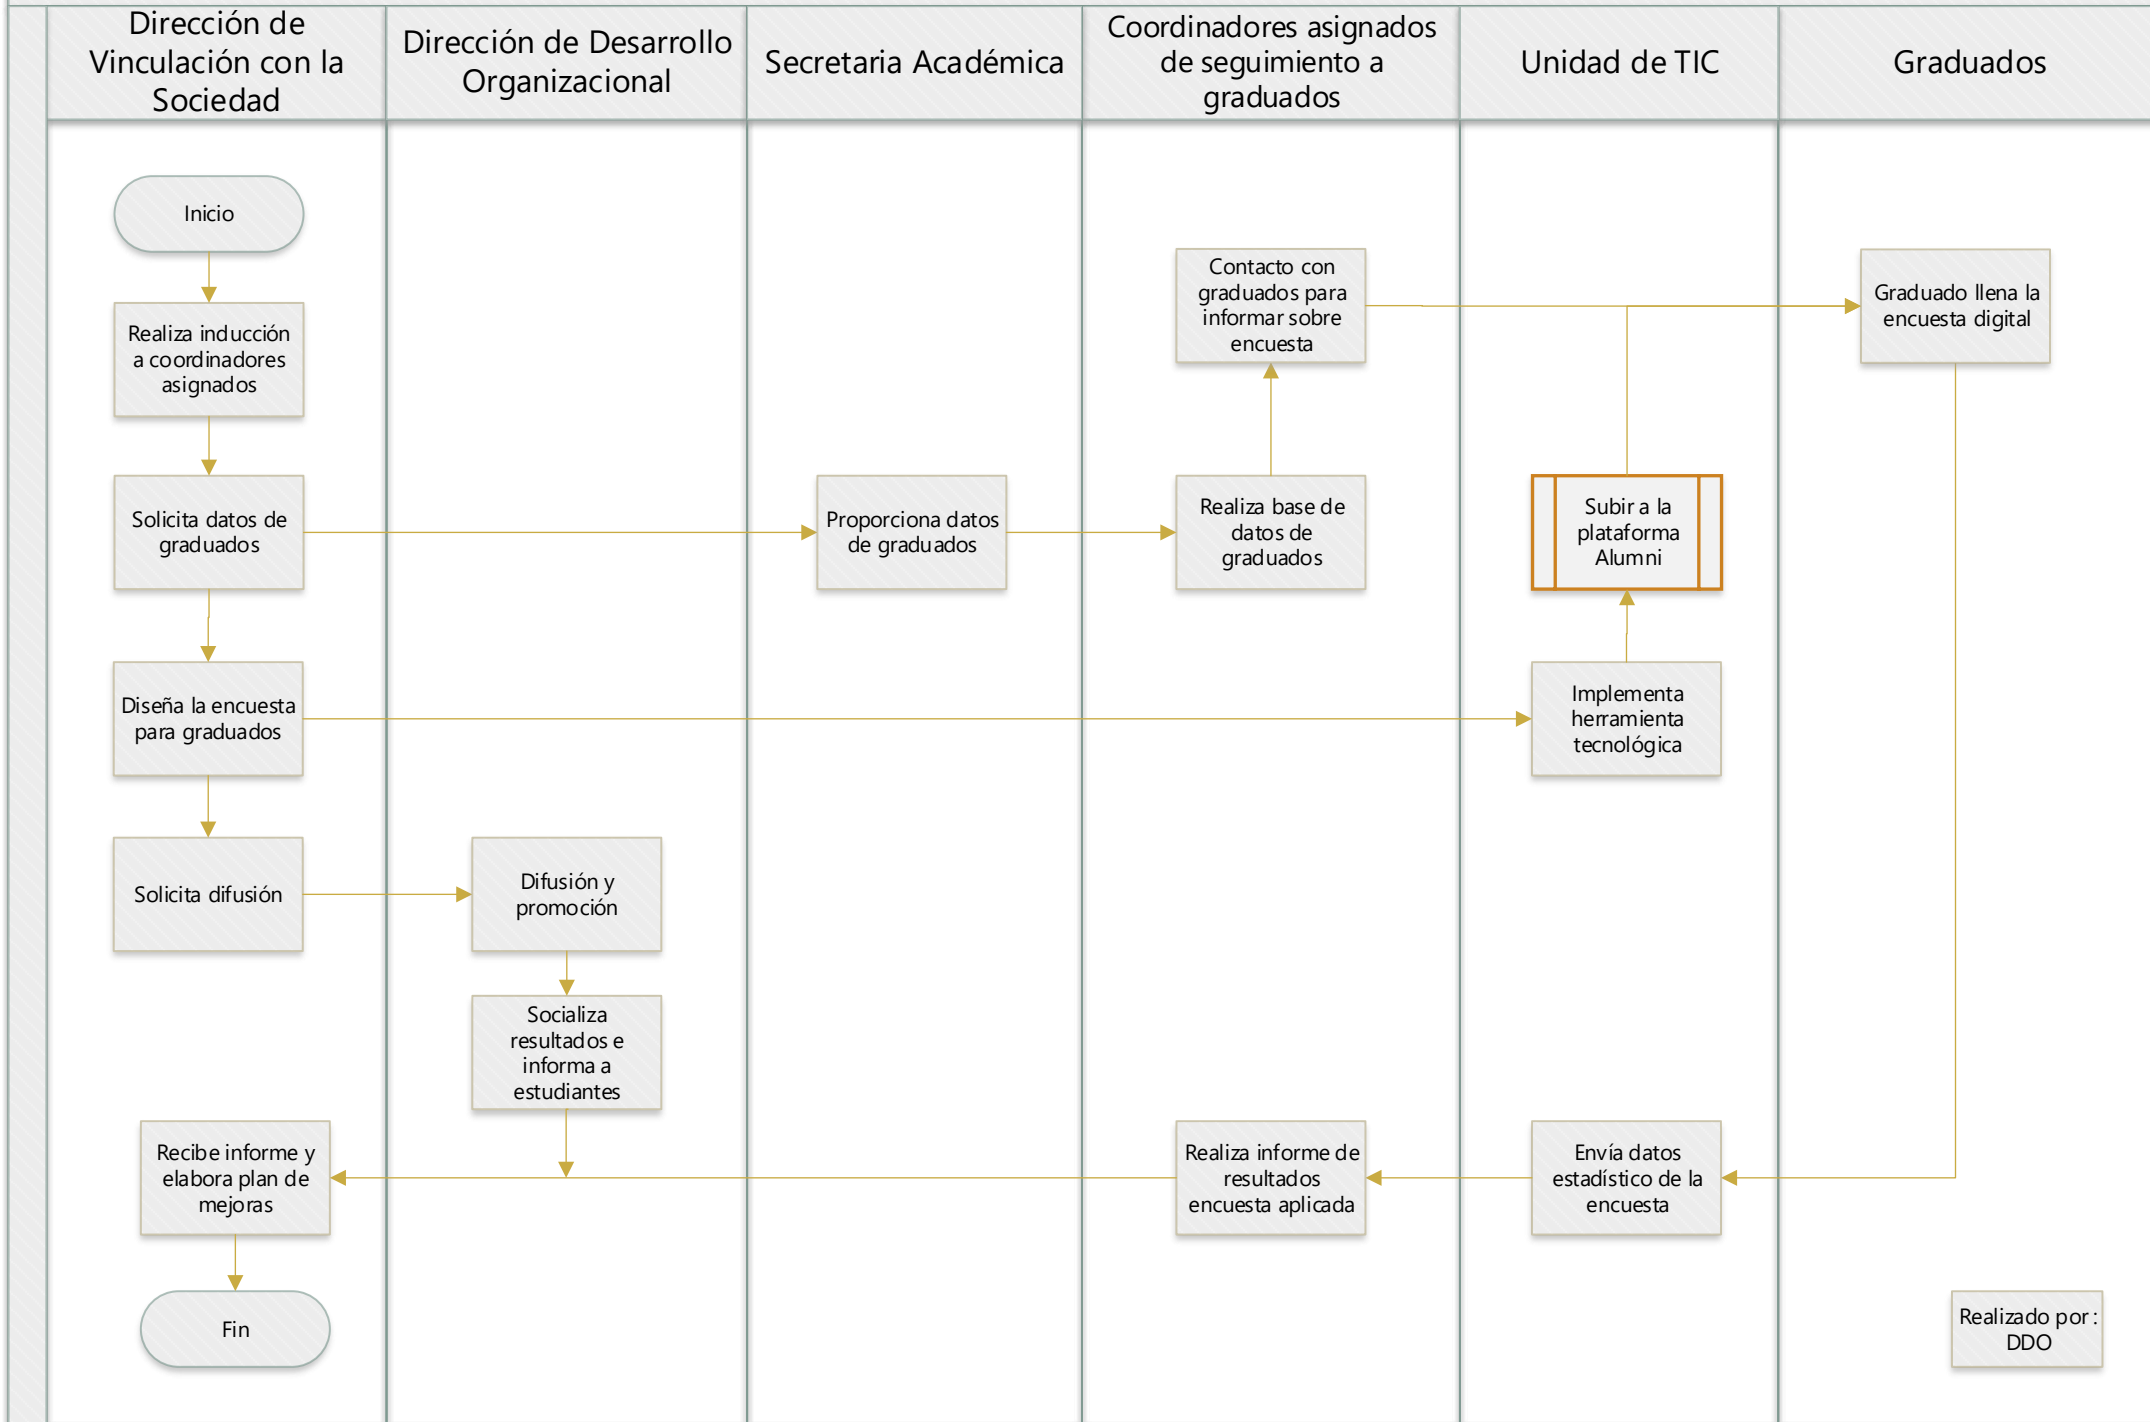 Dirección de
Vinculación con la
Sociedad
Dirección de Desarrollo
Organizacional
Secretaria Académica
Coordinadores asignados
de seguimiento a
graduados
Unidad de TIC
Graduados
Inicio
Realiza inducción
a coordinadores
asignados
Contacto con
graduados para
informar sobre
encuesta
Graduado llena la
encuesta digital
Solicita datos de
graduados
Proporciona datos
de graduados
Realiza base de
datos de
graduados
Subir a la
plataforma
Alumni
Diseña la encuesta
para graduados
Implementa
herramienta
tecnológica
Solicita difusión
Difusión y
promoción
Socializa
resultados e
informa a
estudiantes
Recibe informe y
elabora plan de
mejoras
Realiza informe de
resultados
encuesta aplicada
Envía datos
estadístico de la
encuesta
Fin
Realizado por:
DDO